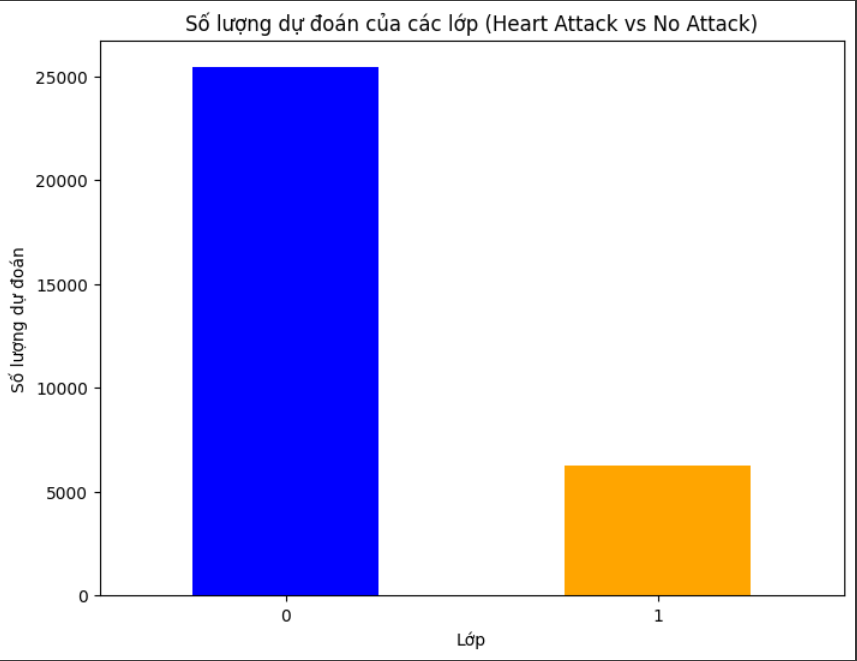 Số lượng dự đoán của các lớp (Heart Attack vs No Attack)
Số lượng dự đoán
25000
20000
15000
10000
5000
0
0 1
Lớp